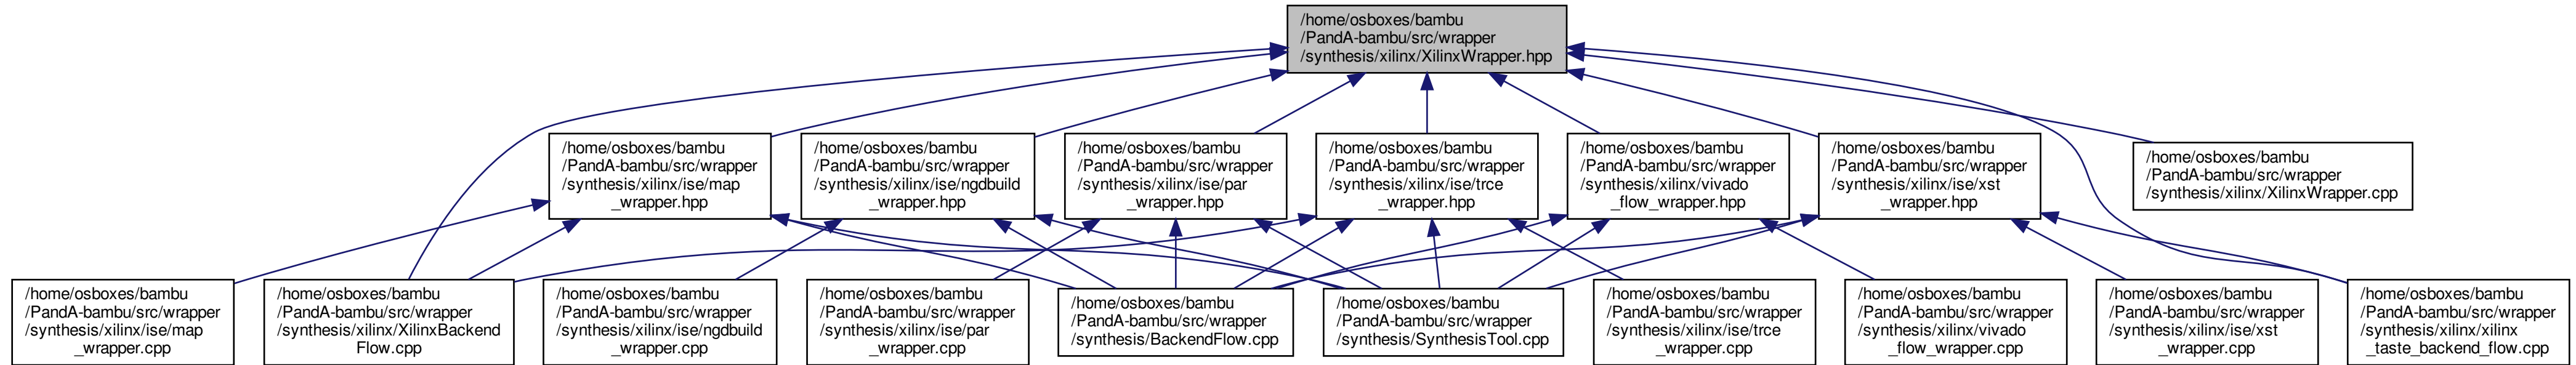 /home/osboxes/bambu
/PandA-bambu/src/wrapper
/synthesis/xilinx/XilinxWrapper.hpp
/home/osboxes/bambu
/PandA-bambu/src/wrapper
/synthesis/xilinx/ise/map
_wrapper.hpp
/home/osboxes/bambu
/PandA-bambu/src/wrapper
/synthesis/xilinx/ise/ngdbuild
_wrapper.hpp
/home/osboxes/bambu
/PandA-bambu/src/wrapper
/synthesis/xilinx/ise/par
_wrapper.hpp
/home/osboxes/bambu
/PandA-bambu/src/wrapper
/synthesis/xilinx/ise/trce
_wrapper.hpp
/home/osboxes/bambu
/PandA-bambu/src/wrapper
/synthesis/xilinx/vivado
_flow_wrapper.hpp
/home/osboxes/bambu
/PandA-bambu/src/wrapper
/synthesis/xilinx/ise/xst
_wrapper.hpp
/home/osboxes/bambu
/PandA-bambu/src/wrapper
/synthesis/xilinx/XilinxWrapper.cpp
/home/osboxes/bambu
/PandA-bambu/src/wrapper
/synthesis/xilinx/ise/map
_wrapper.cpp
/home/osboxes/bambu
/PandA-bambu/src/wrapper
/synthesis/xilinx/XilinxBackend
Flow.cpp
/home/osboxes/bambu
/PandA-bambu/src/wrapper
/synthesis/xilinx/ise/ngdbuild
_wrapper.cpp
/home/osboxes/bambu
/PandA-bambu/src/wrapper
/synthesis/xilinx/ise/par
_wrapper.cpp
/home/osboxes/bambu
/PandA-bambu/src/wrapper
/synthesis/BackendFlow.cpp
/home/osboxes/bambu
/PandA-bambu/src/wrapper
/synthesis/SynthesisTool.cpp
/home/osboxes/bambu
/PandA-bambu/src/wrapper
/synthesis/xilinx/ise/trce
_wrapper.cpp
/home/osboxes/bambu
/PandA-bambu/src/wrapper
/synthesis/xilinx/vivado
_flow_wrapper.cpp
/home/osboxes/bambu
/PandA-bambu/src/wrapper
/synthesis/xilinx/ise/xst
_wrapper.cpp
/home/osboxes/bambu
/PandA-bambu/src/wrapper
/synthesis/xilinx/xilinx
_taste_backend_flow.cpp